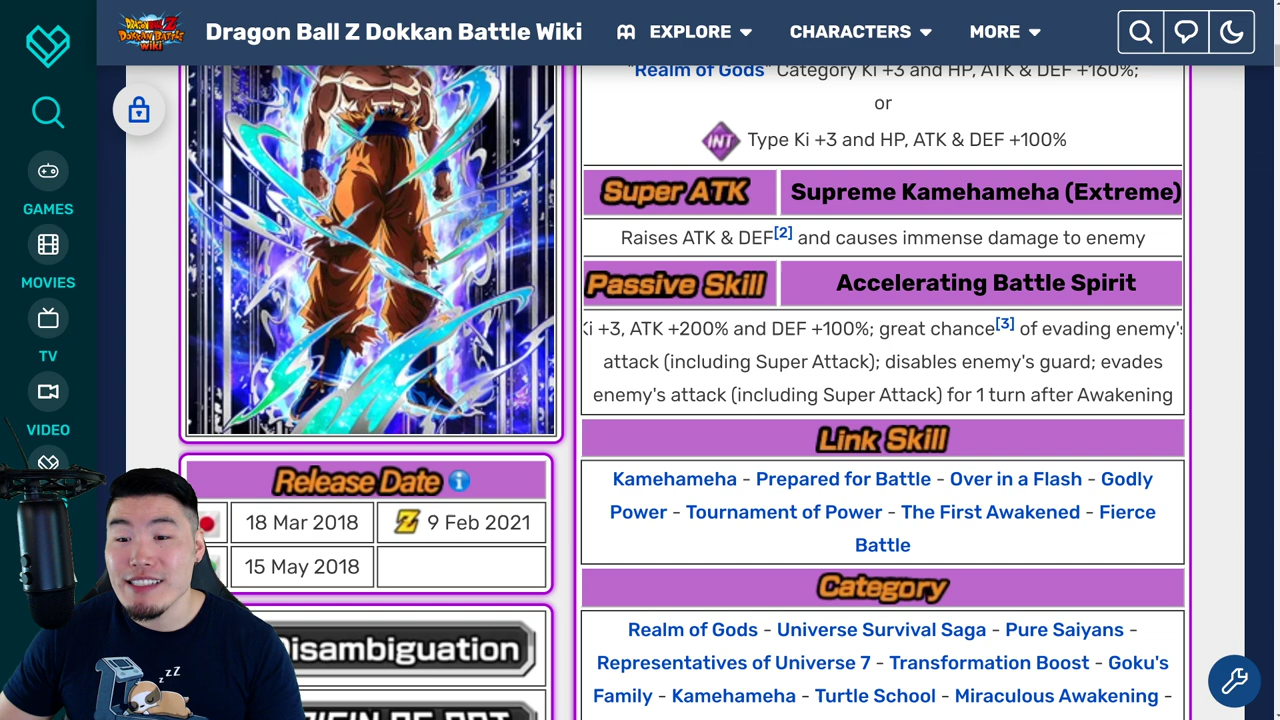 DRAGON BALL Z
DOKKAN BATTLE
WIKI
Dragon Ball Z Dokkan Battle Wiki
EXPLORE
CHARACTERS
MORE
GAMES
MOVIES
TV
VIDEO
"Realm of Gods" Category Ki +3 and HP, ATK & DEF +160%;
or
INT Type Ki +3 and HP, ATK & DEF +100%
Super ATK
Supreme Kamehameha (Extreme)
Raises ATK & DEF[2] and causes immense damage to enemy
Passive Skill
Accelerating Battle Spirit
Ki +3, ATK +200% and DEF +100%; great chance[3] of evading enemy's
attack (including Super Attack); disables enemy's guard; evades
enemy's attack (including Super Attack) for 1 turn after Awakening
Link Skill
Kamehameha - Prepared for Battle - Over in a Flash - Godly
Power - Tournament of Power - The First Awakened - Fierce
Battle
Category
Realm of Gods - Universe Survival Saga - Pure Saiyans -
Representatives of Universe 7 - Transformation Boost - Goku's
Family - Kamehameha - Turtle School - Miraculous Awakening -
Release Date i
18 Mar 2018
Z 9 Feb 2021
15 May 2018
Disambiguation
z Z Z